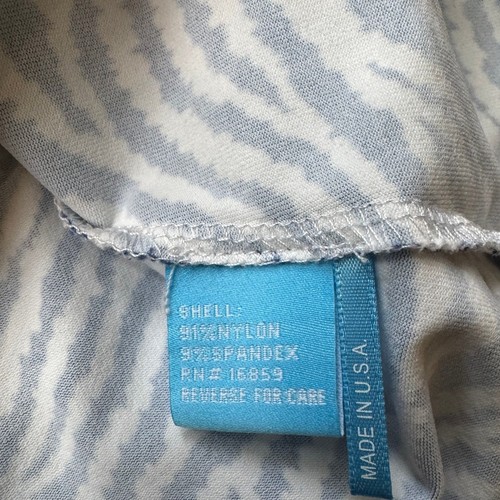 SHELL:
91% NYLON
9% SPANDEX
RN # 16859
REVERSE FOR CARE
MADE IN U.S.A.